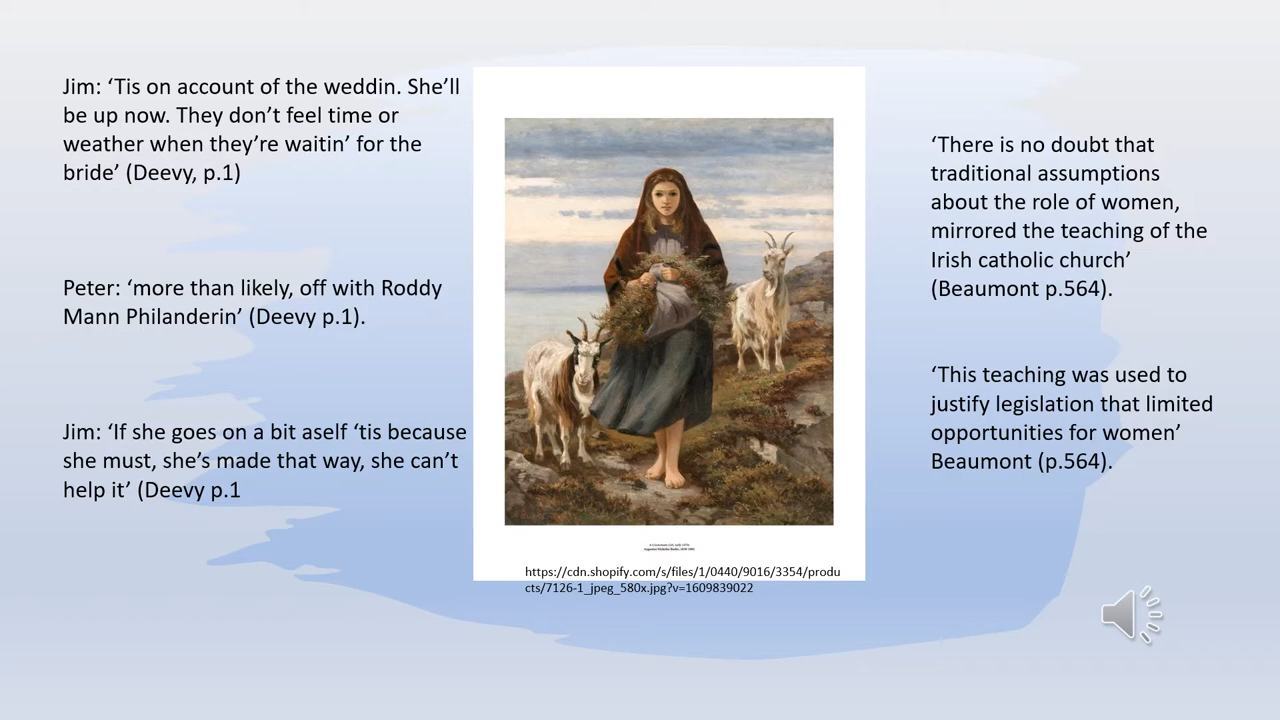 Jim: ‘Tis on account of the weddin. She’ll
be up now. They don’t feel time or
weather when they’re waitin’ for the
bride’ (Deevy, p.1)
Peter: ‘more than likely, off with Roddy
Mann Philanderin’ (Deevy p.1).
Jim: ‘If she goes on a bit aself ‘tis because
she must, she’s made that way, she can’t
help it’ (Deevy p.1
https://cdn.shopify.com/s/files/1/0440/9016/3354/produ
cts/7126-1_jpeg_580x.jpg?v=1609839022
‘There is no doubt that
traditional assumptions
about the role of women,
mirrored the teaching of the
Irish catholic church’
(Beaumont p.564).
‘This teaching was used to
justify legislation that limited
opportunities for women’
Beaumont (p.564).